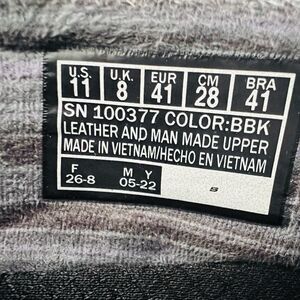 U.S. U.K. EUR CM BRA
11 8 41 28 41
SN 100377 COLOR:BBK
LEATHER AND MAN MADE UPPER
MADE IN VIETNAM/HECHO EN VIETNAM
F M Y
26-8 05-22
S